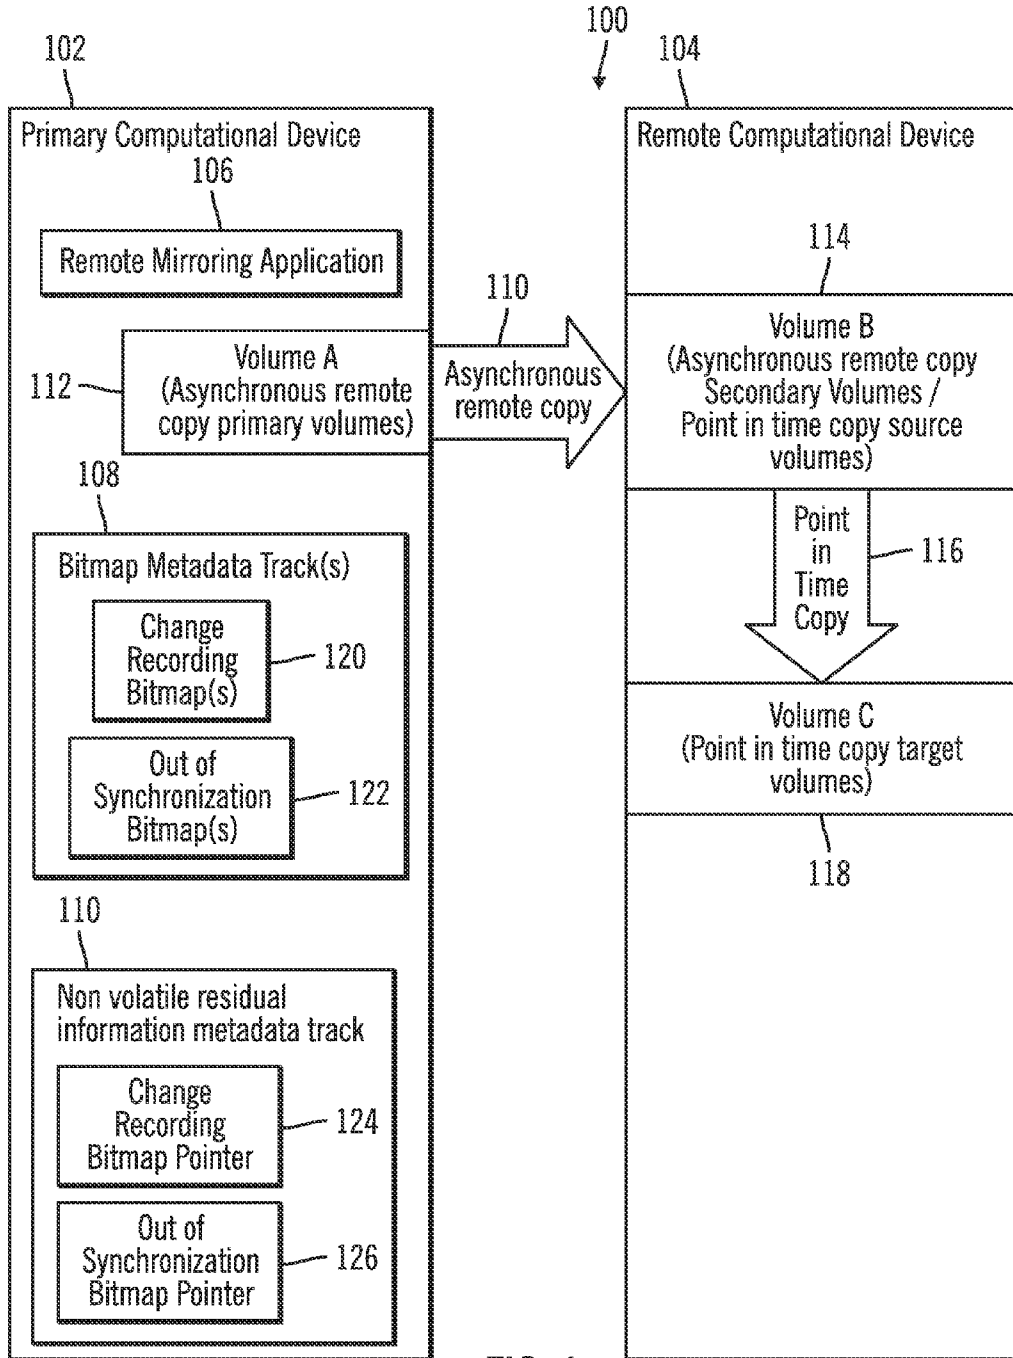 100
102
104
Primary Computational Device
Remote Computational Device
106
Remote Mirroring Application
114
110
Volume A
(Asynchronous remote
copy primary volumes)
112
Asynchronous
remote copy
Volume B
(Asynchronous remote copy
Secondary Volumes /
Point in time copy source
volumes)
108
Bitmap Metadata Track(s)
Point
in
Time
Copy
116
Change
Recording
Bitmap(s)
120
Out of
Synchronization
Bitmap(s)
122
Volume C
(Point in time copy target
volumes)
118
110
Non volatile residual
information metadata track
Change
Recording
Bitmap Pointer
124
Out of
Synchronization
Bitmap Pointer
126